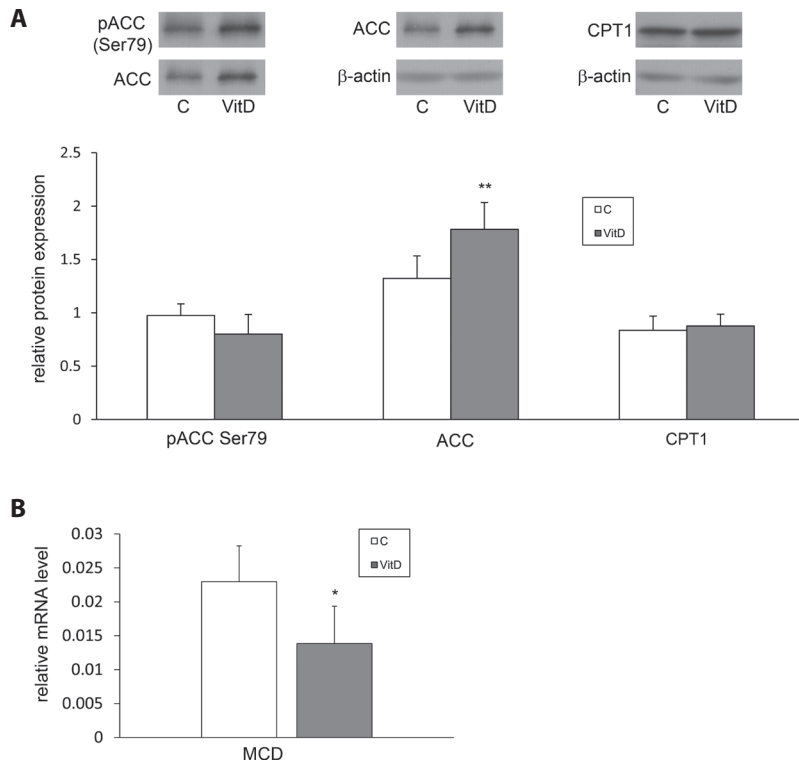 A
pACC
(Ser79)
ACC
C VitD
ACC
β-actin
C VitD
CPT1
β-actin
C VitD
relative protein expression
2.5
2
1.5
1
0.5
0
**
C
VitD
pACC Ser79 ACC CPT1
B
relative mRNA level
0.03
0.025
0.02
0.015
0.01
0.005
0
*
C
VitD
MCD